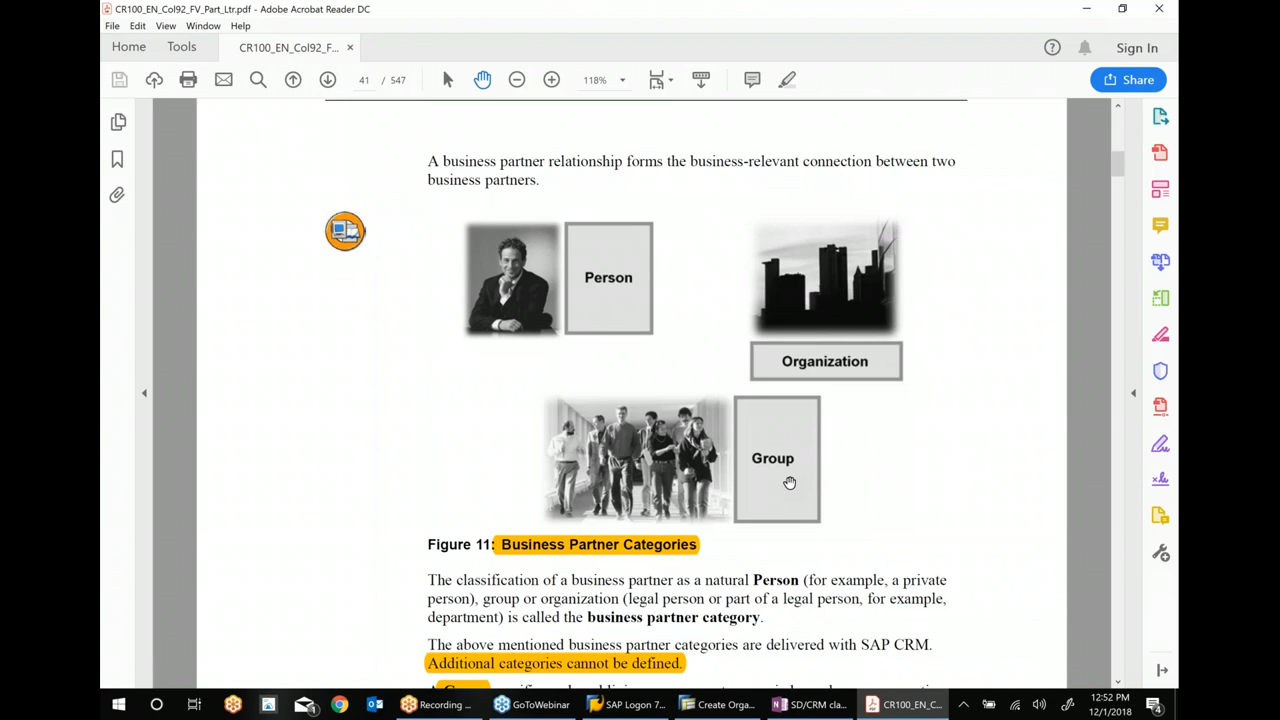 CR100_EN_Col92_FV_Part_Ltr.pdf - Adobe Acrobat Reader DC
File Edit View Window Help
Home Tools CR100_EN_Col92_F... × Sign In
41 / 547 118% Share
A business partner relationship forms the business-relevant connection between two
business partners.
Person
Organization
Group
Figure 11: Business Partner Categories
The classification of a business partner as a natural Person (for example, a private
person), group or organization (legal person or part of a legal person, for example,
department) is called the business partner category.
The above mentioned business partner categories are delivered with SAP CRM.
Additional categories cannot be defined.
Recording ... GoToWebinar SAP Logon 7... Create Orga... SD/CRM cla... CR100_EN_C...
12:52 PM
12/1/2018
4